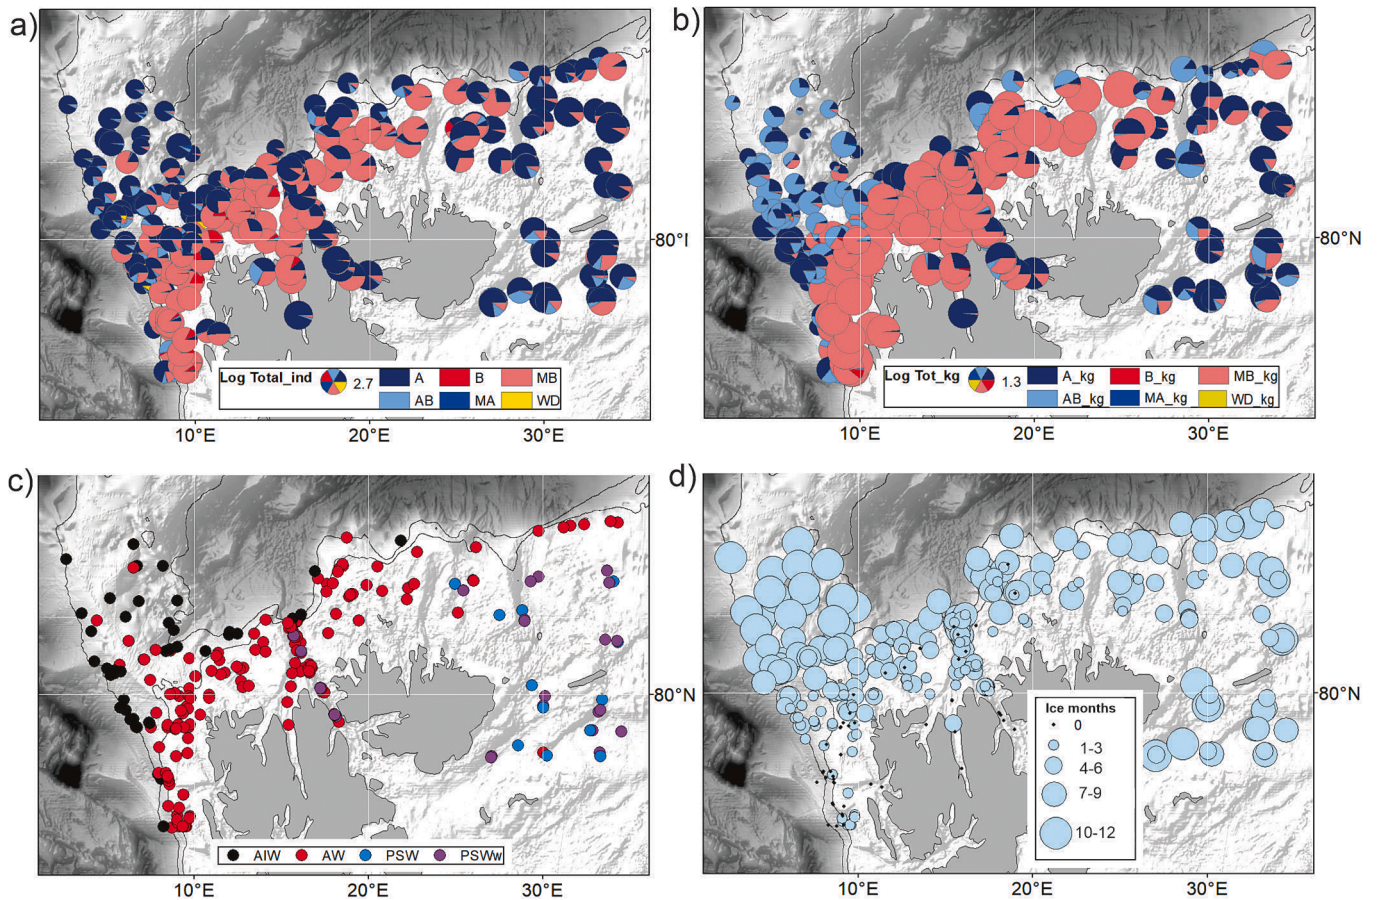 a)
80°I
Log Total_ind 2.7 A B MB
AB MA WD
10°E 20°E 30°E
b)
80°N
Log Tot_kg 1.3 A_kg B_kg MB_kg
AB_kg MA_kg WD_kg
10°E 20°E 30°E
c)
80°N
AIW AW PSW PSWw
10°E 20°E 30°E
d)
80°N
Ice months
0
1-3
4-6
7-9
10-12
10°E 20°E 30°E